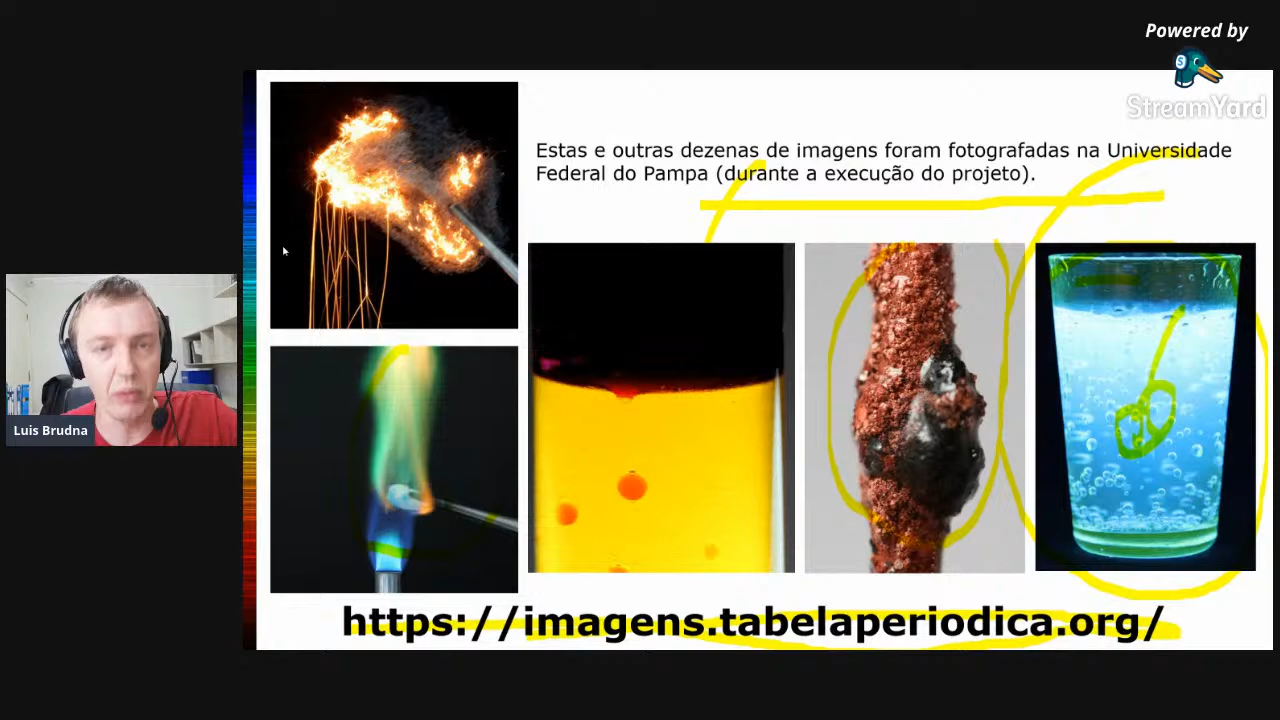 Powered by
StreamYard
Estas e outras dezenas de imagens foram fotografadas na Universidade
Federal do Pampa (durante a execução do projeto).
Luis Brudna
https://imagens.tabelaperiodica.org/